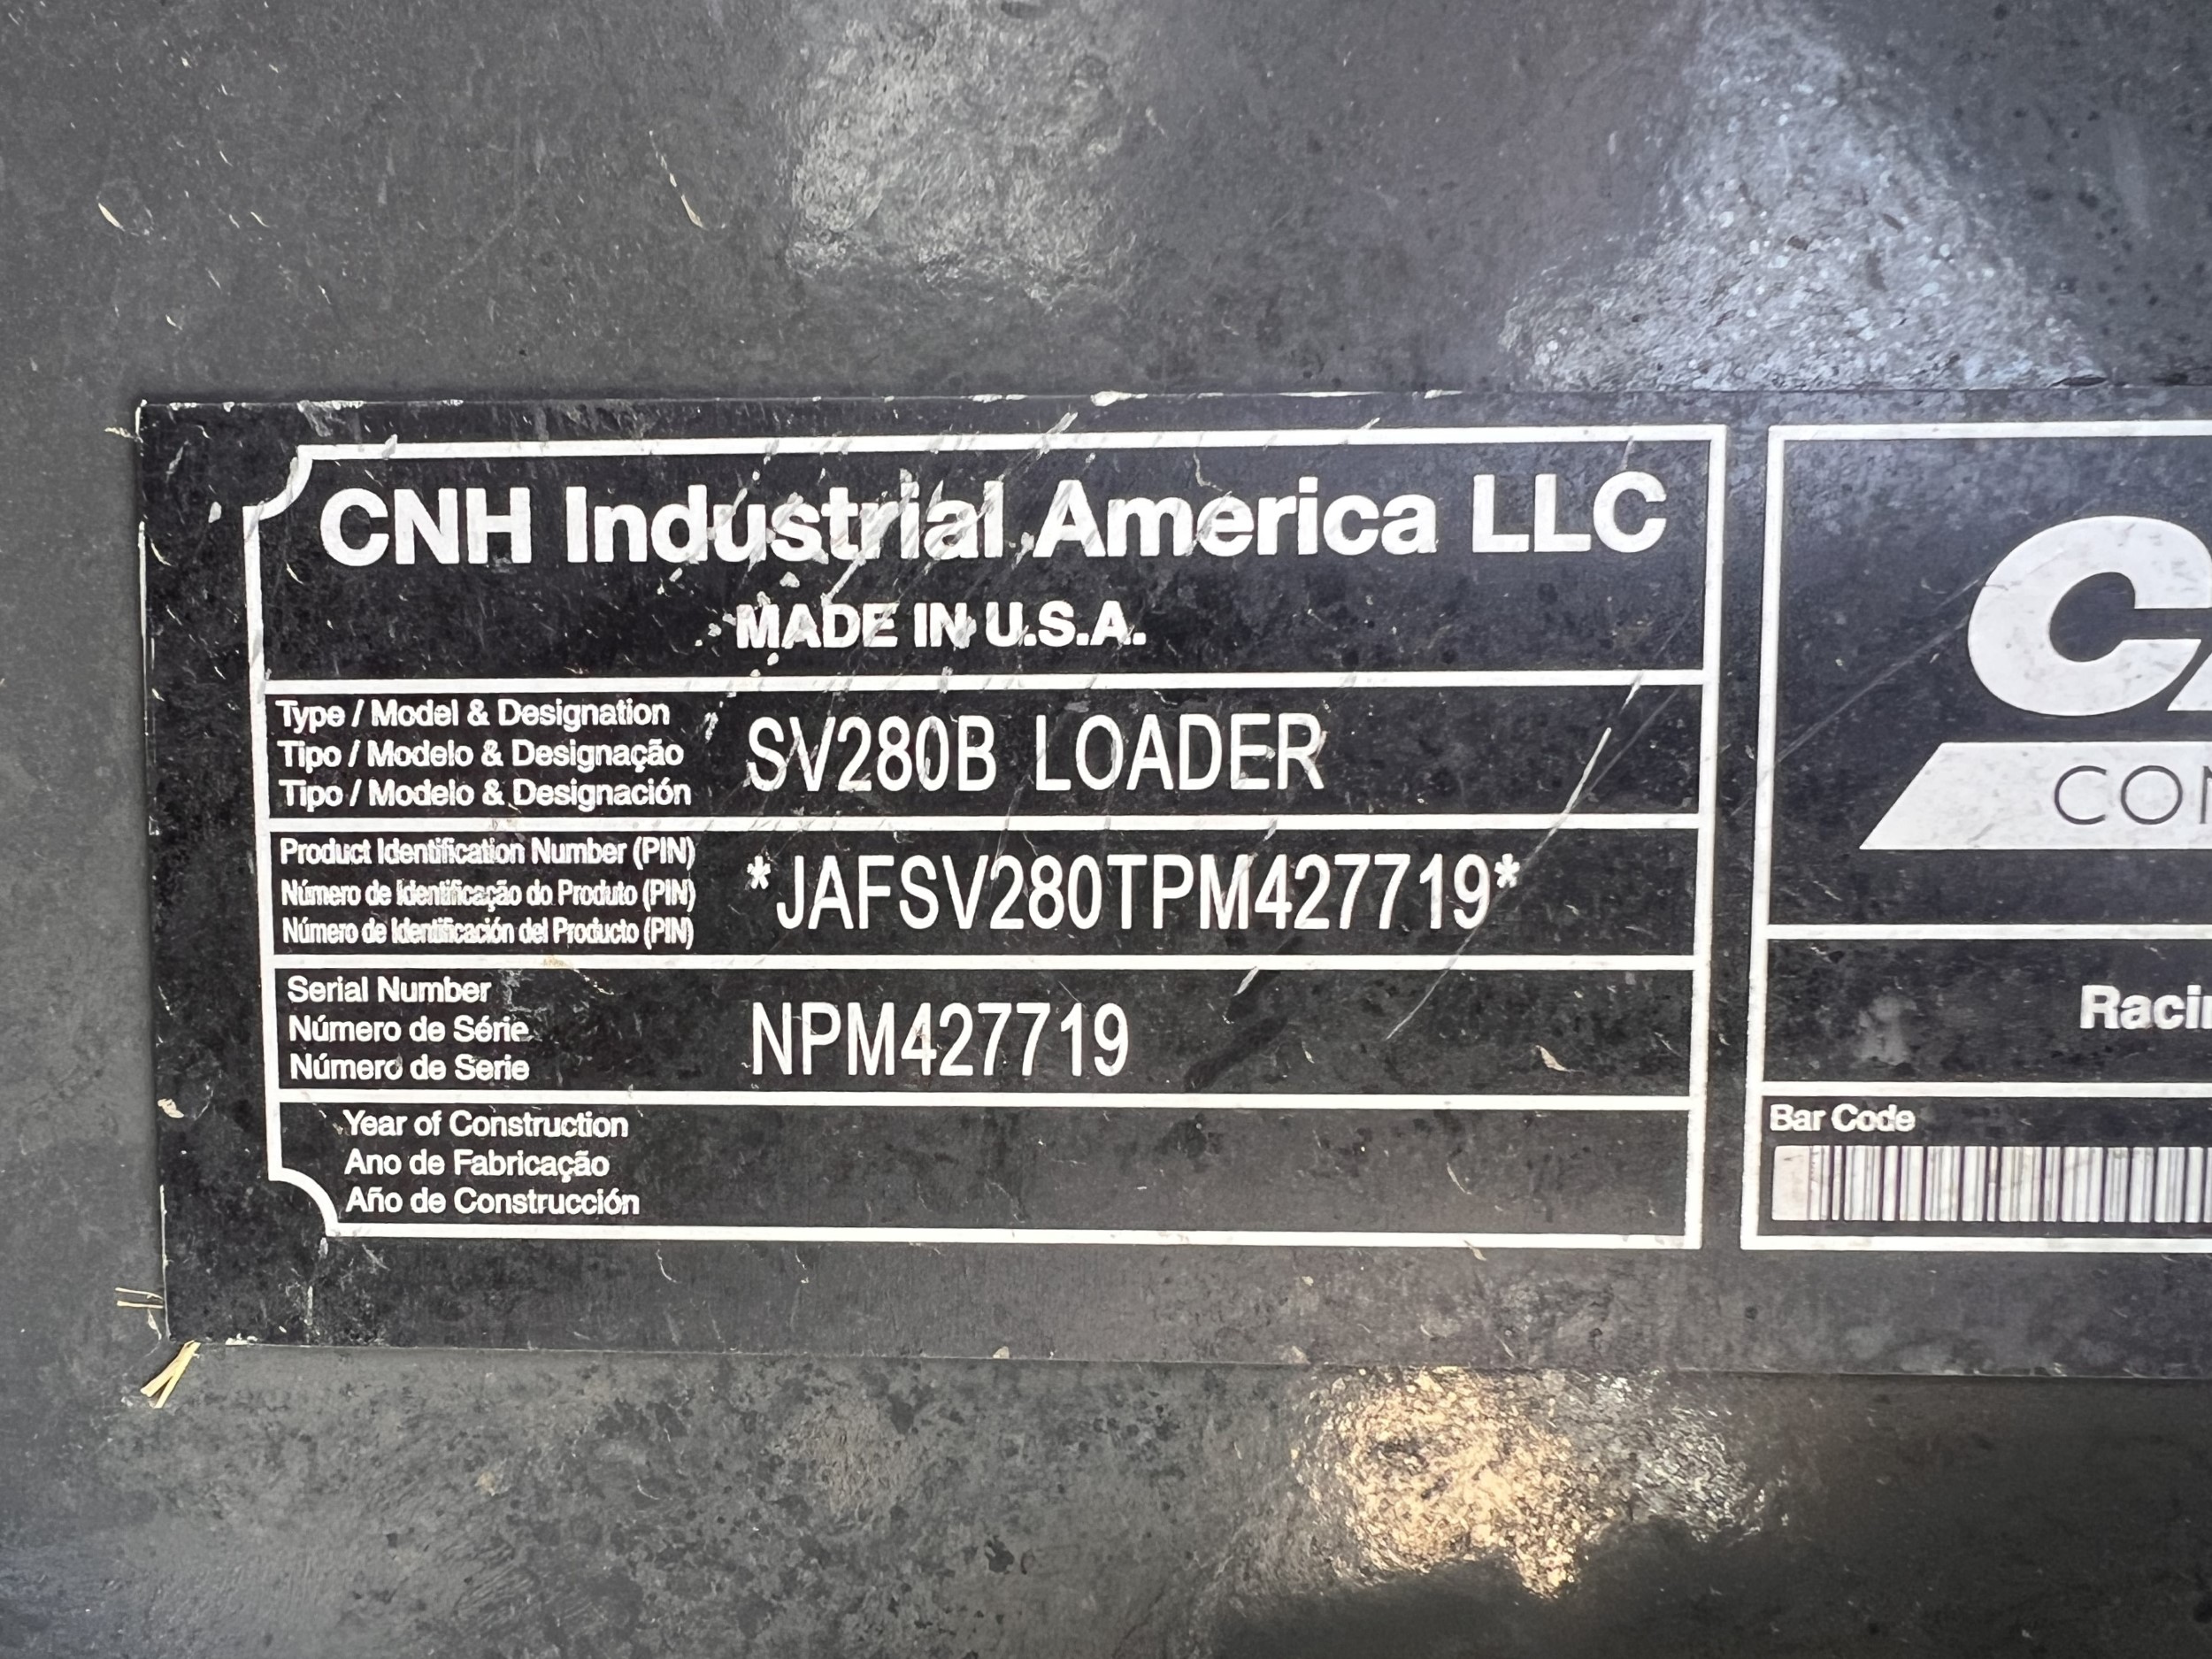 CNH Industrial America LLC
MADE IN U.S.A.
Type / Model & Designation
Tipo / Modelo & Designação
Tipo / Modelo & Designación
SV280B LOADER
Product Identification Number (PIN)
Número de Identificação do Produto (PIN)
Número de Identificación del Producto (PIN)
*JAFSV280TPM427719*
Serial Number
Número de Série
Número de Serie
NPM427719
Year of Construction
Ano de Fabricação
Año de Construcción
Bar Code